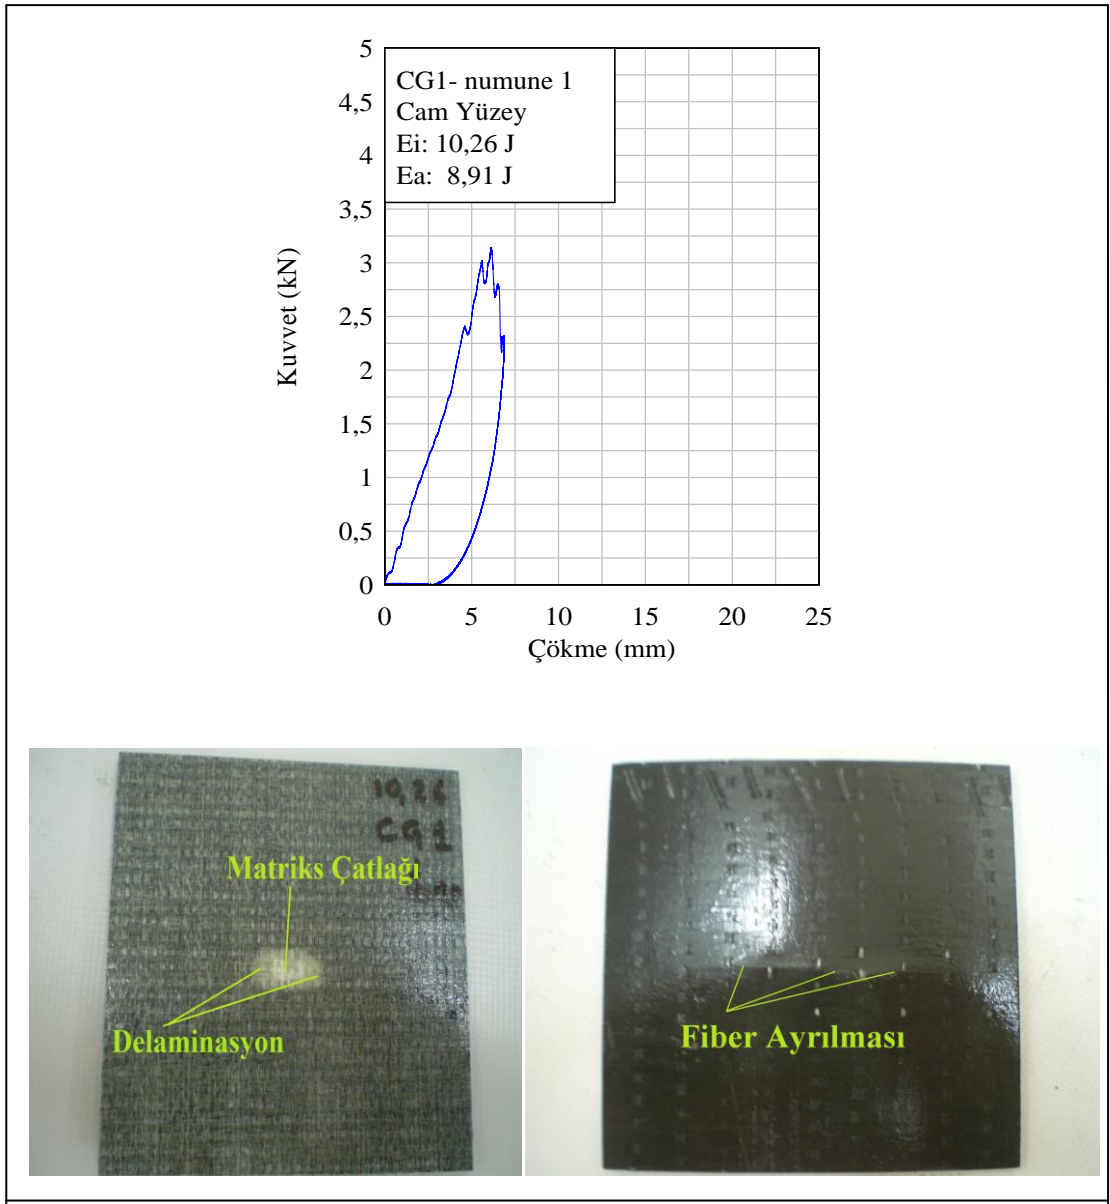 5
4,5
4
3,5
3
2,5
2
1,5
1
0,5
0
Kuvvet (kN)
CG1- numune 1
Cam Yüzey
Ei: 10,26 J
Ea: 8,91 J
0 5 10 15 20 25
Çökme (mm)
10,26
CG1
Matriks Çatlağı
Delaminasyon
Fiber Ayrılması